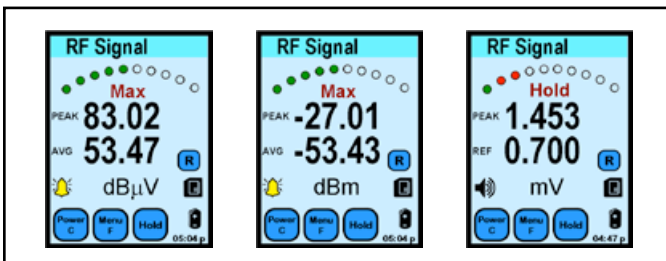 RF Signal
Max
PEAK 83.02
AVG 53.47 R
dBμV
Power C Menu F Hold
05:04 p
RF Signal
Max
PEAK -27.01
AVG -53.43 R
dBm
Power C Menu F Hold
05:04 p
RF Signal
Hold
PEAK 1.453
REF 0.700 R
mV
Power C Menu F Hold
04:47 p